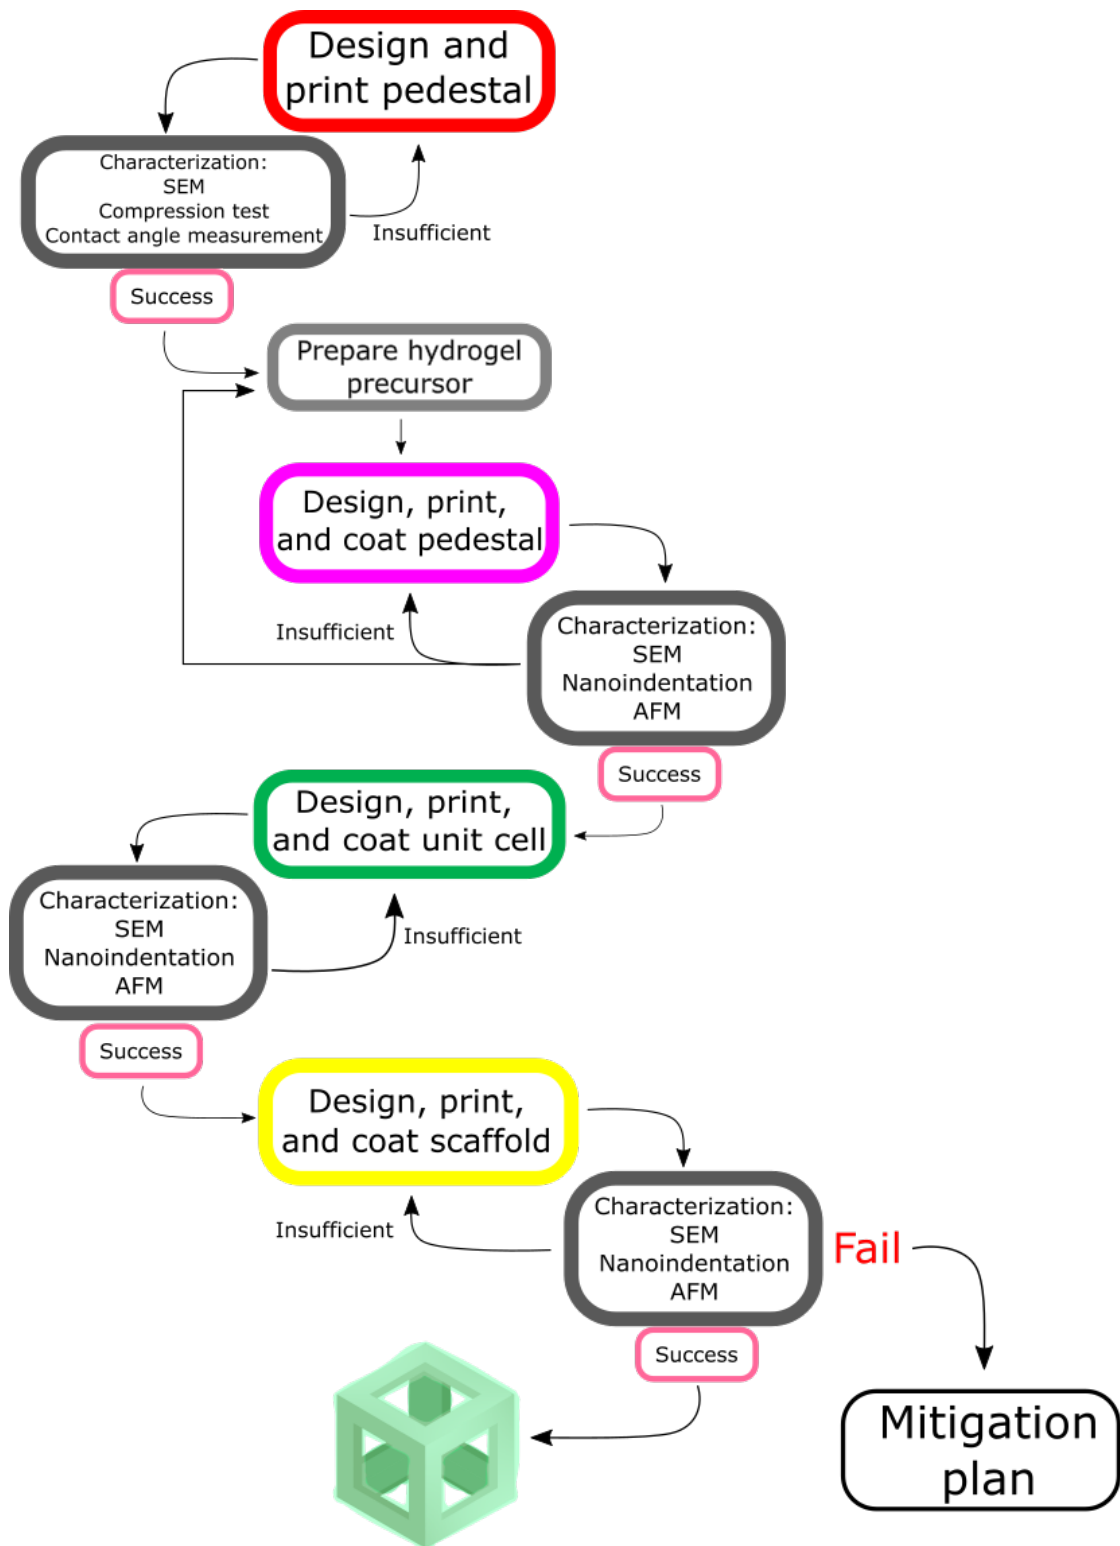 Design and
print pedestal
Characterization:
SEM
Compression test
Contact angle measurement
Insufficient
Success
Prepare hydrogel
precursor
Design, print,
and coat pedestal
Insufficient
Characterization:
SEM
Nanoindentation
AFM
Success
Design, print,
and coat unit cell
Characterization:
SEM
Nanoindentation
AFM
Insufficient
Success
Design, print,
and coat scaffold
Insufficient
Characterization:
SEM
Nanoindentation
AFM
Fail
Success
Mitigation
plan